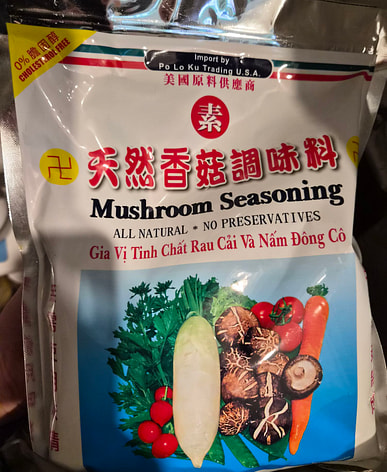 0% 膽固醇
CHOLESTROL FREE
Import by
Po Lo Ku Trading U.S.A.
美國原料供應商
素
卍 天然香菇調味料 卍
Mushroom Seasoning
ALL NATURAL * NO PRESERVATIVES
Gia Vị Tinh Chất Rau Cải Và Nấm Đông Cô